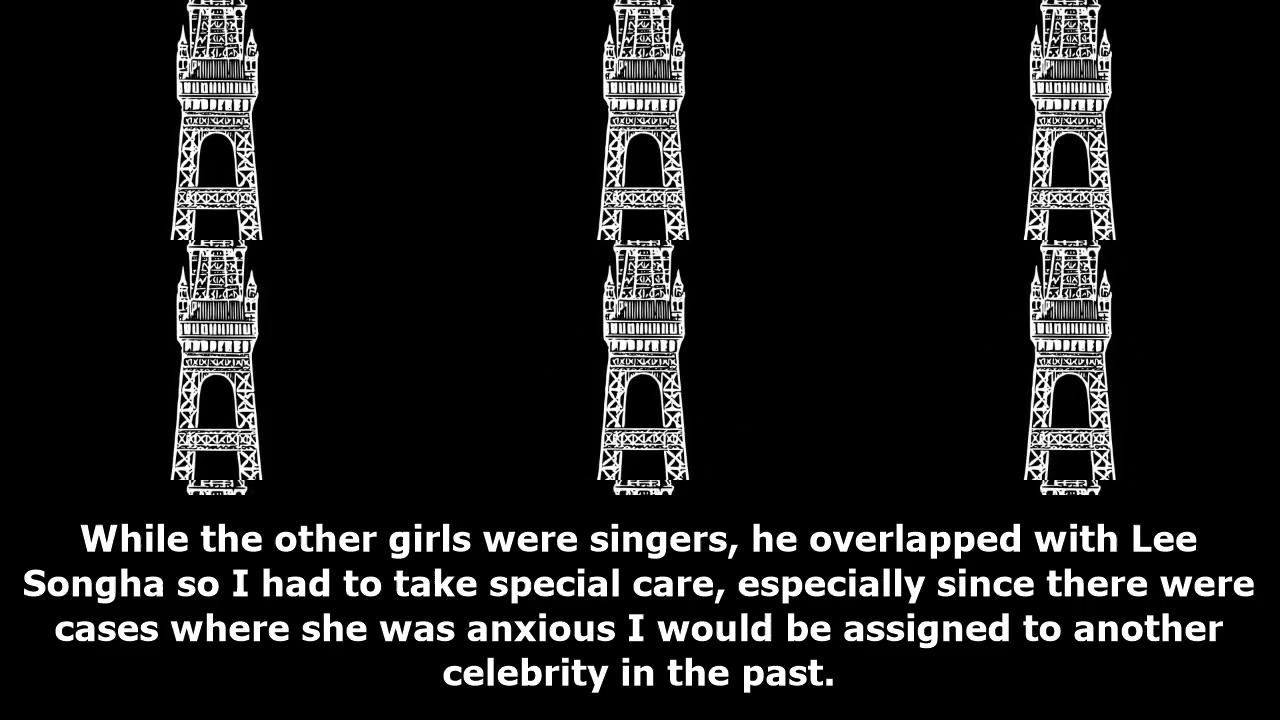 While the other girls were singers, he overlapped with Lee
Songha so I had to take special care, especially since there were
cases where she was anxious I would be assigned to another
celebrity in the past.